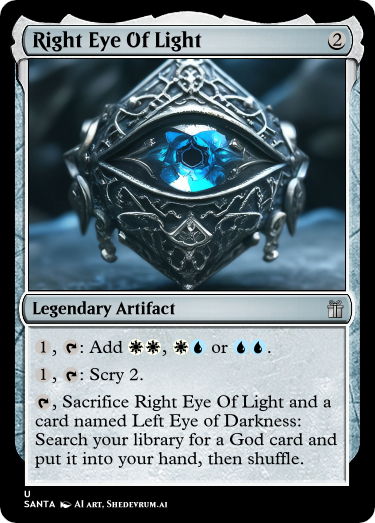 Right Eye Of Light 2
Legendary Artifact
1 , : Add , or .
1 , : Scry 2.
, Sacrifice Right Eye Of Light and a
card named Left Eye of Darkness:
Search your library for a God card and
put it into your hand, then shuffle.
U
SANTA AI ART, SHEDEVRUM.AI